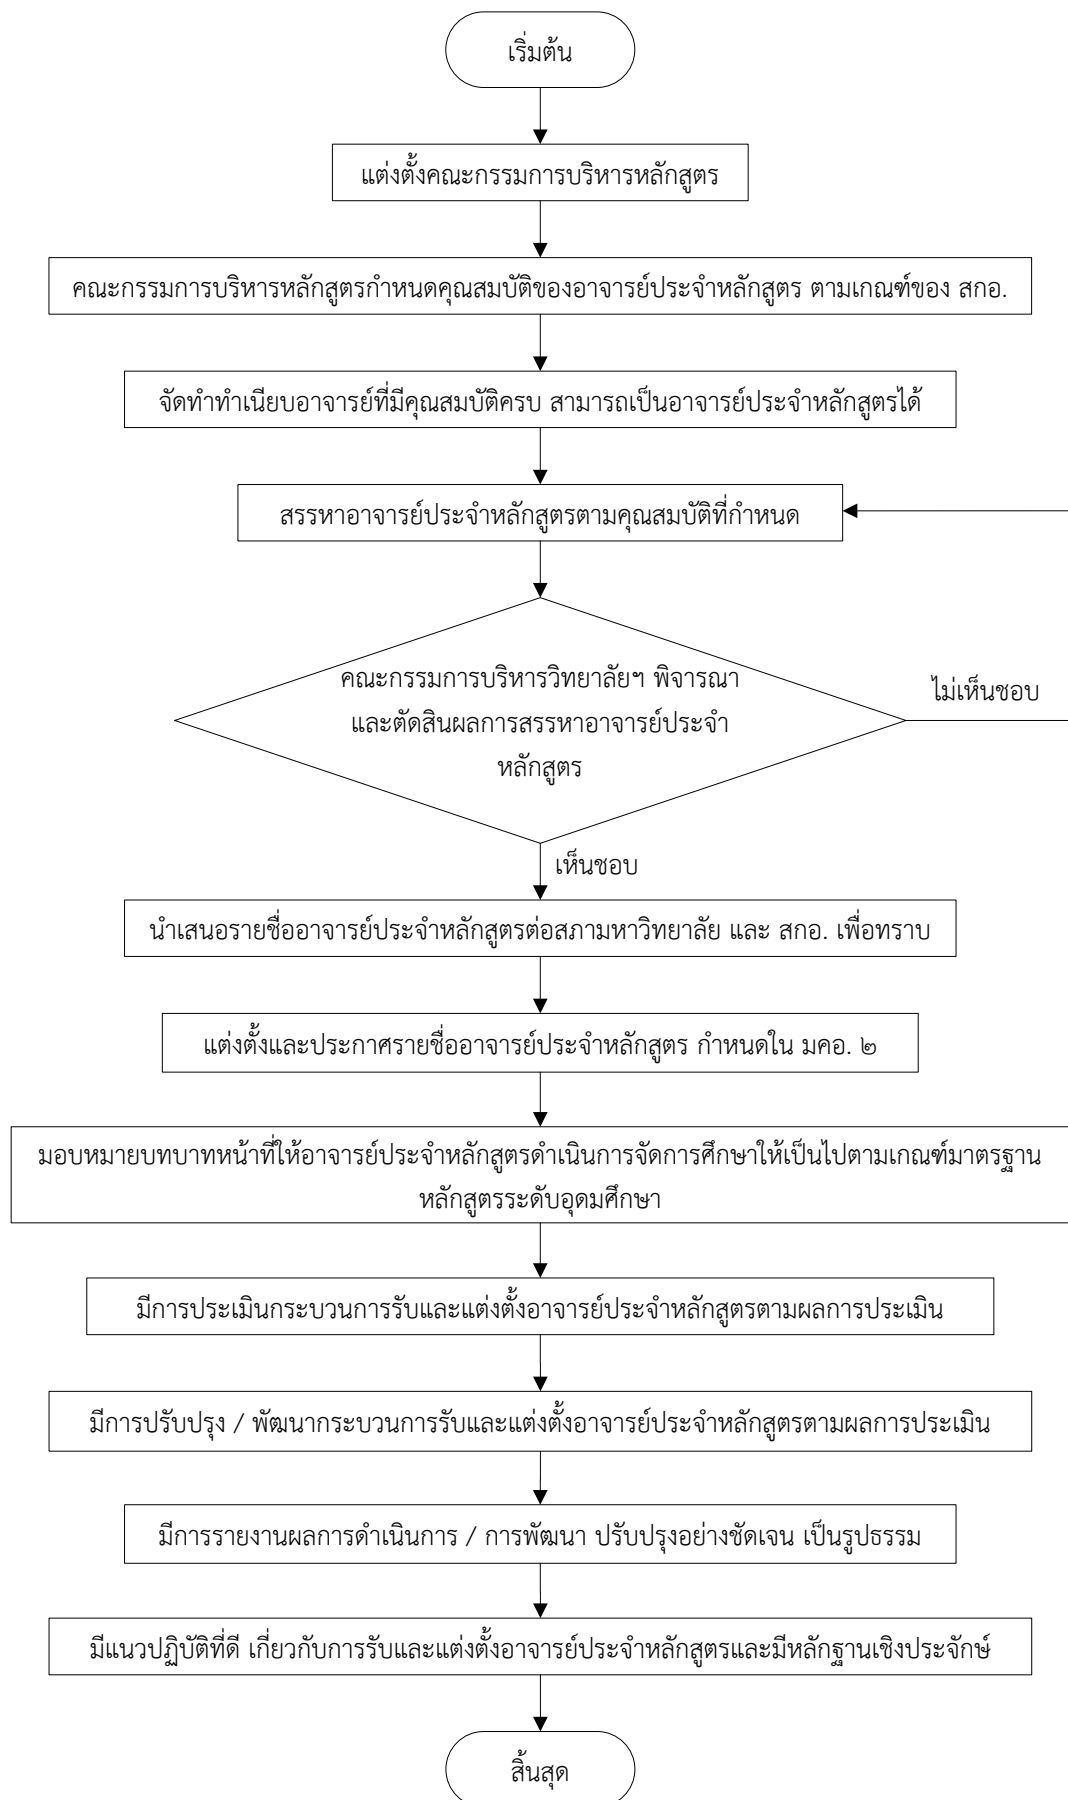 เริ่มต้น
แต่งตั้งคณะกรรมการบริหารหลักสูตร
คณะกรรมการบริหารหลักสูตรกำหนดคุณสมบัติของอาจารย์ประจำหลักสูตร ตามเกณฑ์ของ สกอ.
จัดทำทำเนียบอาจารย์ที่มีคุณสมบัติครบ สามารถเป็นอาจารย์ประจำหลักสูตรได้
สรรหาอาจารย์ประจำหลักสูตรตามคุณสมบัติที่กำหนด
คณะกรรมการบริหารวิทยาลัยฯ พิจารณา
และตัดสินผลการสรรหาอาจารย์ประจำ
หลักสูตร
ไม่เห็นชอบ
เห็นชอบ
นำเสนอรายชื่ออาจารย์ประจำหลักสูตรต่อสภามหาวิทยาลัย และ สกอ. เพื่อทราบ
แต่งตั้งและประกาศรายชื่ออาจารย์ประจำหลักสูตร กำหนดใน มคอ. ๒
มอบหมายบทบาทหน้าที่ให้อาจารย์ประจำหลักสูตรดำเนินการจัดการศึกษาให้เป็นไปตามเกณฑ์มาตรฐาน
หลักสูตรระดับอุดมศึกษา
มีการประเมินกระบวนการรับและแต่งตั้งอาจารย์ประจำหลักสูตรตามผลการประเมิน
มีการปรับปรุง / พัฒนากระบวนการรับและแต่งตั้งอาจารย์ประจำหลักสูตรตามผลการประเมิน
มีการรายงานผลการดำเนินการ / การพัฒนา ปรับปรุงอย่างชัดเจน เป็นรูปธรรม
มีแนวปฏิบัติที่ดี เกี่ยวกับการรับและแต่งตั้งอาจารย์ประจำหลักสูตรและมีหลักฐานเชิงประจักษ์
สิ้นสุด